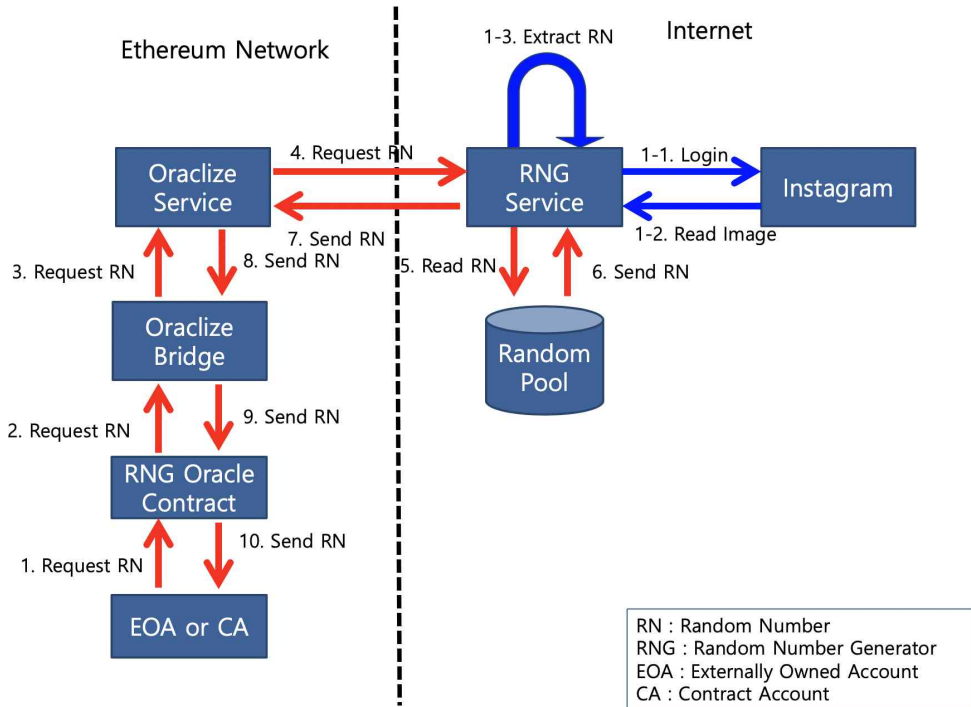 Ethereum Network
Internet
1-3. Extract RN
4. Request RN
Oraclize
Service
RNG
Service
1-1. Login
Instagram
1-2. Read Image
7. Send RN
3. Request RN
8. Send RN
5. Read RN
6. Send RN
Oraclize
Bridge
Random
Pool
2. Request RN
9. Send RN
RNG Oracle
Contract
1. Request RN
10. Send RN
EOA or CA
RN : Random Number
RNG : Random Number Generator
EOA : Externally Owned Account
CA : Contract Account